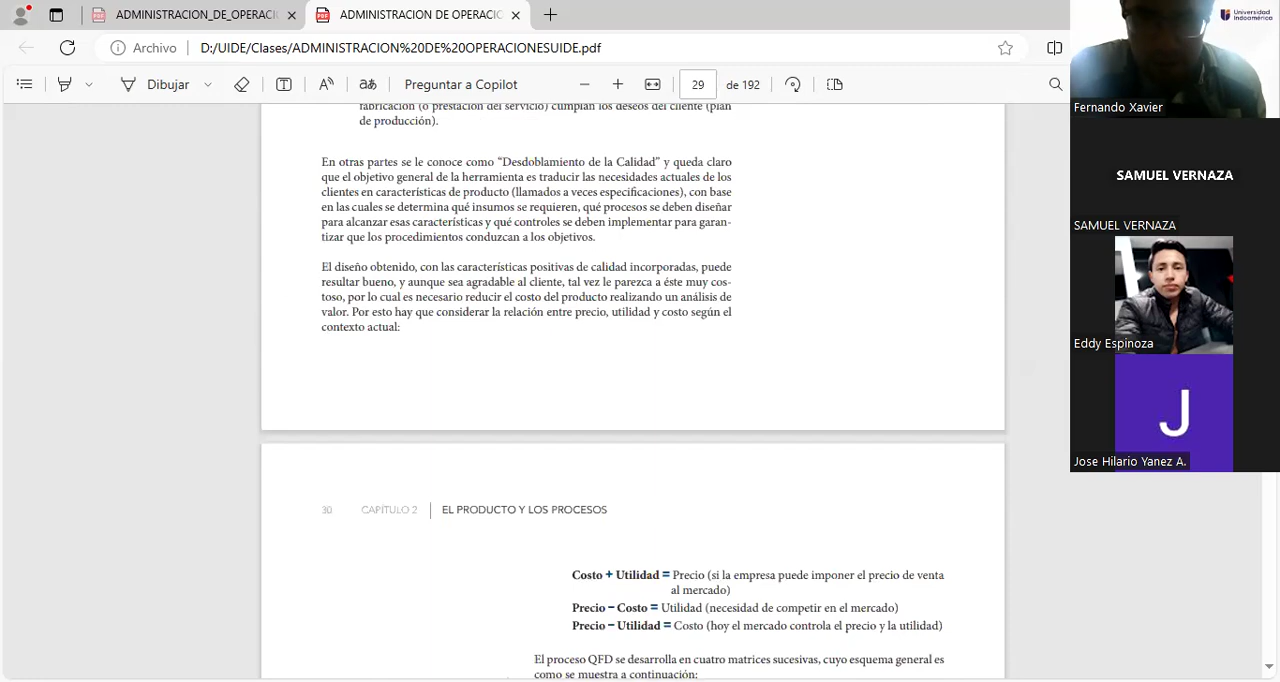 ADMINISTRACION_DE_OPERACI
ADMINISTRACION DE OPERACIO
Archivo
D:/UIDE/Clases/ADMINISTRACION%20DE%20OPERACIONESUIDE.pdf
Dibujar
Preguntar a Copilot
29
de 192
fabricación (o prestación del servicio) cumplan los deseos del cliente (plan
de producción).
En otras partes se le conoce como “Desdoblamiento de la Calidad” y queda claro
que el objetivo general de la herramienta es traducir las necesidades actuales de los
clientes en características de producto (llamados a veces especificaciones), con base
en las cuales se determina qué insumos se requieren, qué procesos se deben diseñar
para alcanzar esas características y qué controles se deben implementar para garan-
tizar que los procedimientos conduzcan a los objetivos.
El diseño obtenido, con las características positivas de calidad incorporadas, puede
resultar bueno, y aunque sea agradable al cliente, tal vez le parezca a éste muy cos-
toso, por lo cual es necesario reducir el costo del producto realizando un análisis de
valor. Por esto hay que considerar la relación entre precio, utilidad y costo según el
contexto actual:
30 CAPÍTULO 2 EL PRODUCTO Y LOS PROCESOS
Costo + Utilidad = Precio (si la empresa puede imponer el precio de venta
al mercado)
Precio – Costo = Utilidad (necesidad de competir en el mercado)
Precio – Utilidad = Costo (hoy el mercado controla el precio y la utilidad)
El proceso QFD se desarrolla en cuatro matrices sucesivas, cuyo esquema general es
como se muestra a continuación:
Universidad
Indoamérica
Fernando Xavier
SAMUEL VERNAZA
SAMUEL VERNAZA
Eddy Espinoza
J
Jose Hilario Yanez A.